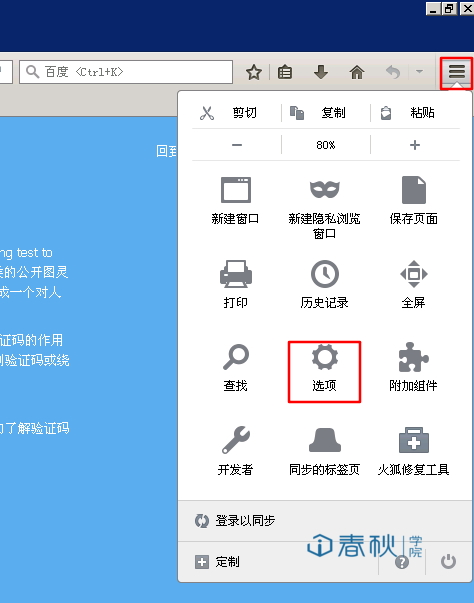 百度 <Ctrl+K>
剪切 复制 粘贴
− 80% +
回到
新建窗口 新建隐私浏览 保存页面
窗口
ng test to
类的公开图灵
成一个对人
打印 历史记录 全屏
证码的作用
别验证码或绕
查找 选项 附加组件
为了解验证码
开发者 同步的标签页 火狐修复工具
登录以同步
春秋学院
定制